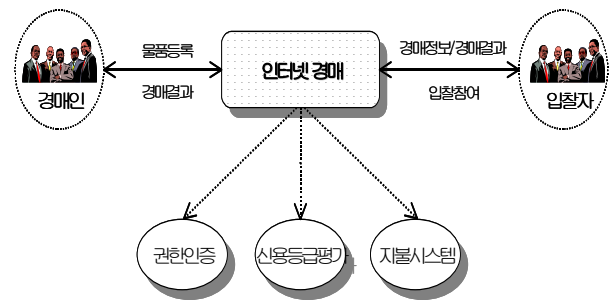 물품등록
경매정보/경매결과
인터넷 경매
경매인
경매결과
입찰참여
입찰자
권한인증
신용등급평가
지불시스템